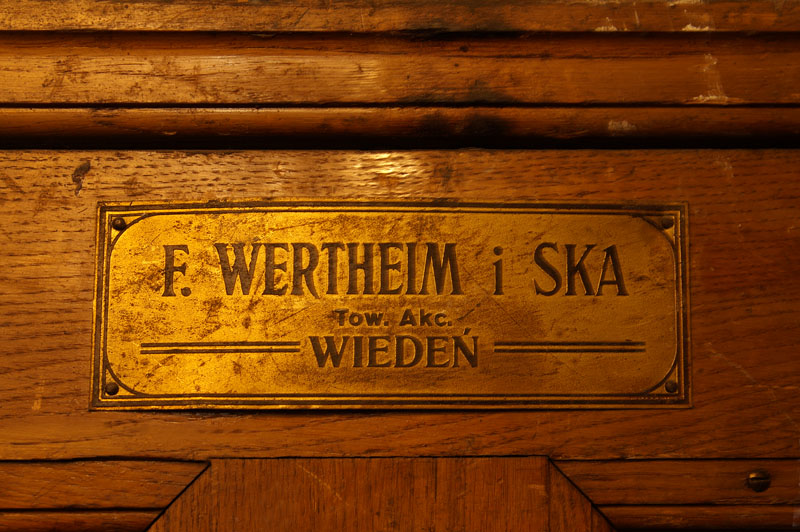 F. WERTHEIM i SKA
Tow. Akc.
WIEDEŃ